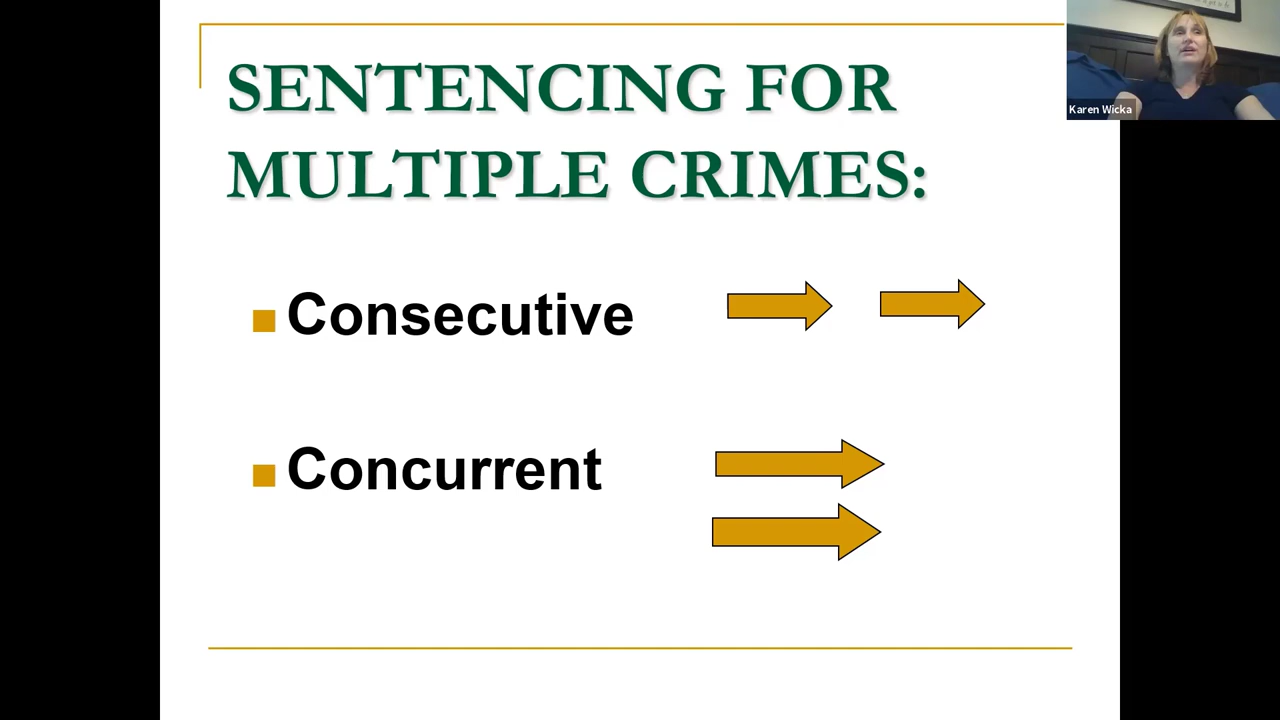 SENTENCING FOR
MULTIPLE CRIMES:
Consecutive
Concurrent
Karen Wicka